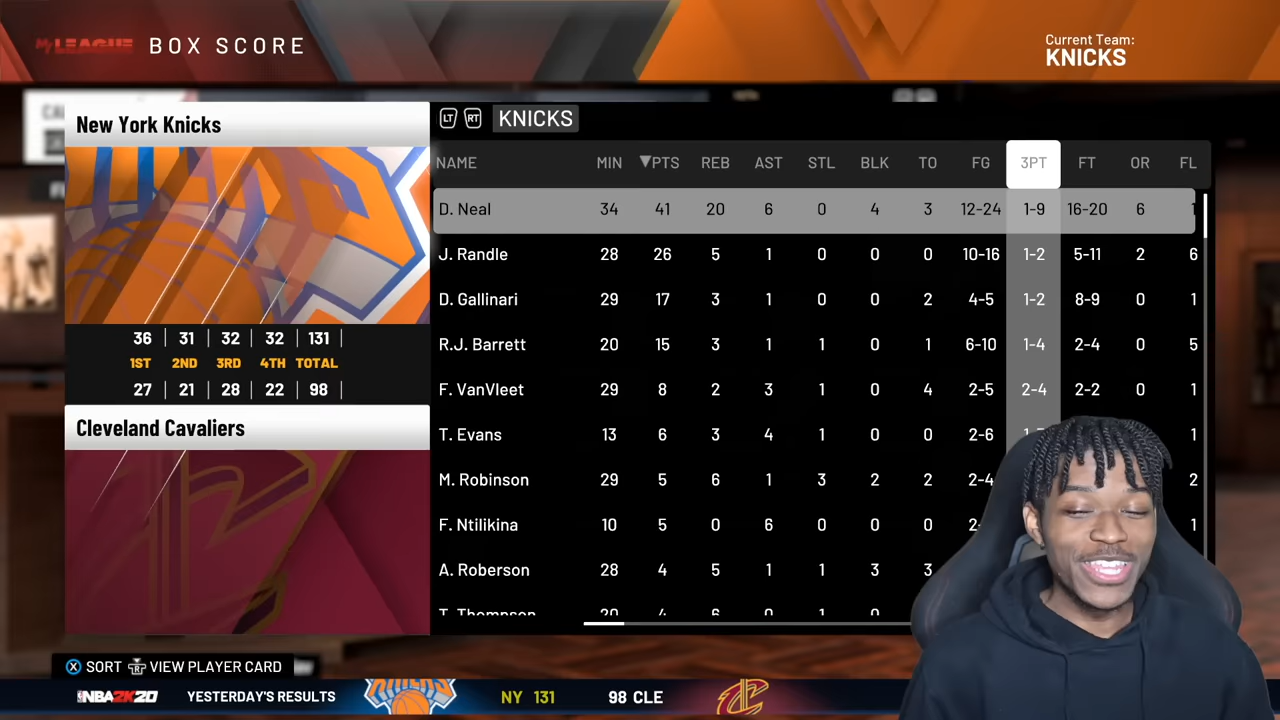 MyLEAGUE BOX SCORE
Current Team:
KNICKS
New York Knicks
36 31 32 32 131
1ST 2ND 3RD 4TH TOTAL
27 21 28 22 98
Cleveland Cavaliers
LT RT KNICKS
NAME MIN ▼PTS REB AST STL BLK TO FG 3PT FT OR FL
D. Neal 34 41 20 6 0 4 3 12-24 1-9 16-20 6 1
J. Randle 28 26 5 1 0 0 0 10-16 1-2 5-11 2 6
D. Gallinari 29 17 3 1 0 0 2 4-5 1-2 8-9 0 1
R.J. Barrett 20 15 3 1 1 0 1 6-10 1-4 2-4 0 5
F. VanVleet 29 8 2 3 1 0 4 2-5 2-4 2-2 0 1
T. Evans 13 6 3 4 1 0 0 2-6 1
M. Robinson 29 5 6 1 3 2 2 2-4 2
F. Ntilikina 10 5 0 6 0 0 0 2- 1
A. Roberson 28 4 5 1 1 3 3
T. Thompson 20 4 6 0 1 0
X SORT R VIEW PLAYER CARD
NBA2K20 YESTERDAY'S RESULTS NY 131 98 CLE